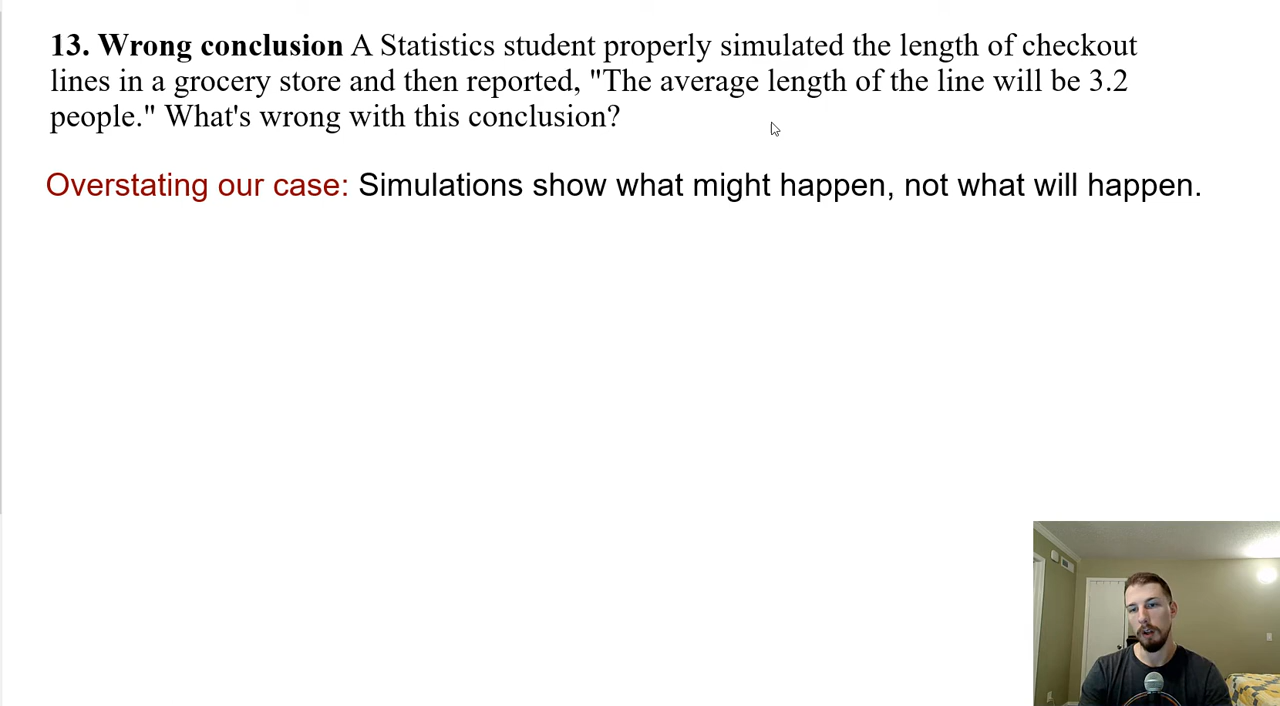 13. Wrong conclusion A Statistics student properly simulated the length of checkout
lines in a grocery store and then reported, "The average length of the line will be 3.2
people." What's wrong with this conclusion?
Overstating our case: Simulations show what might happen, not what will happen.